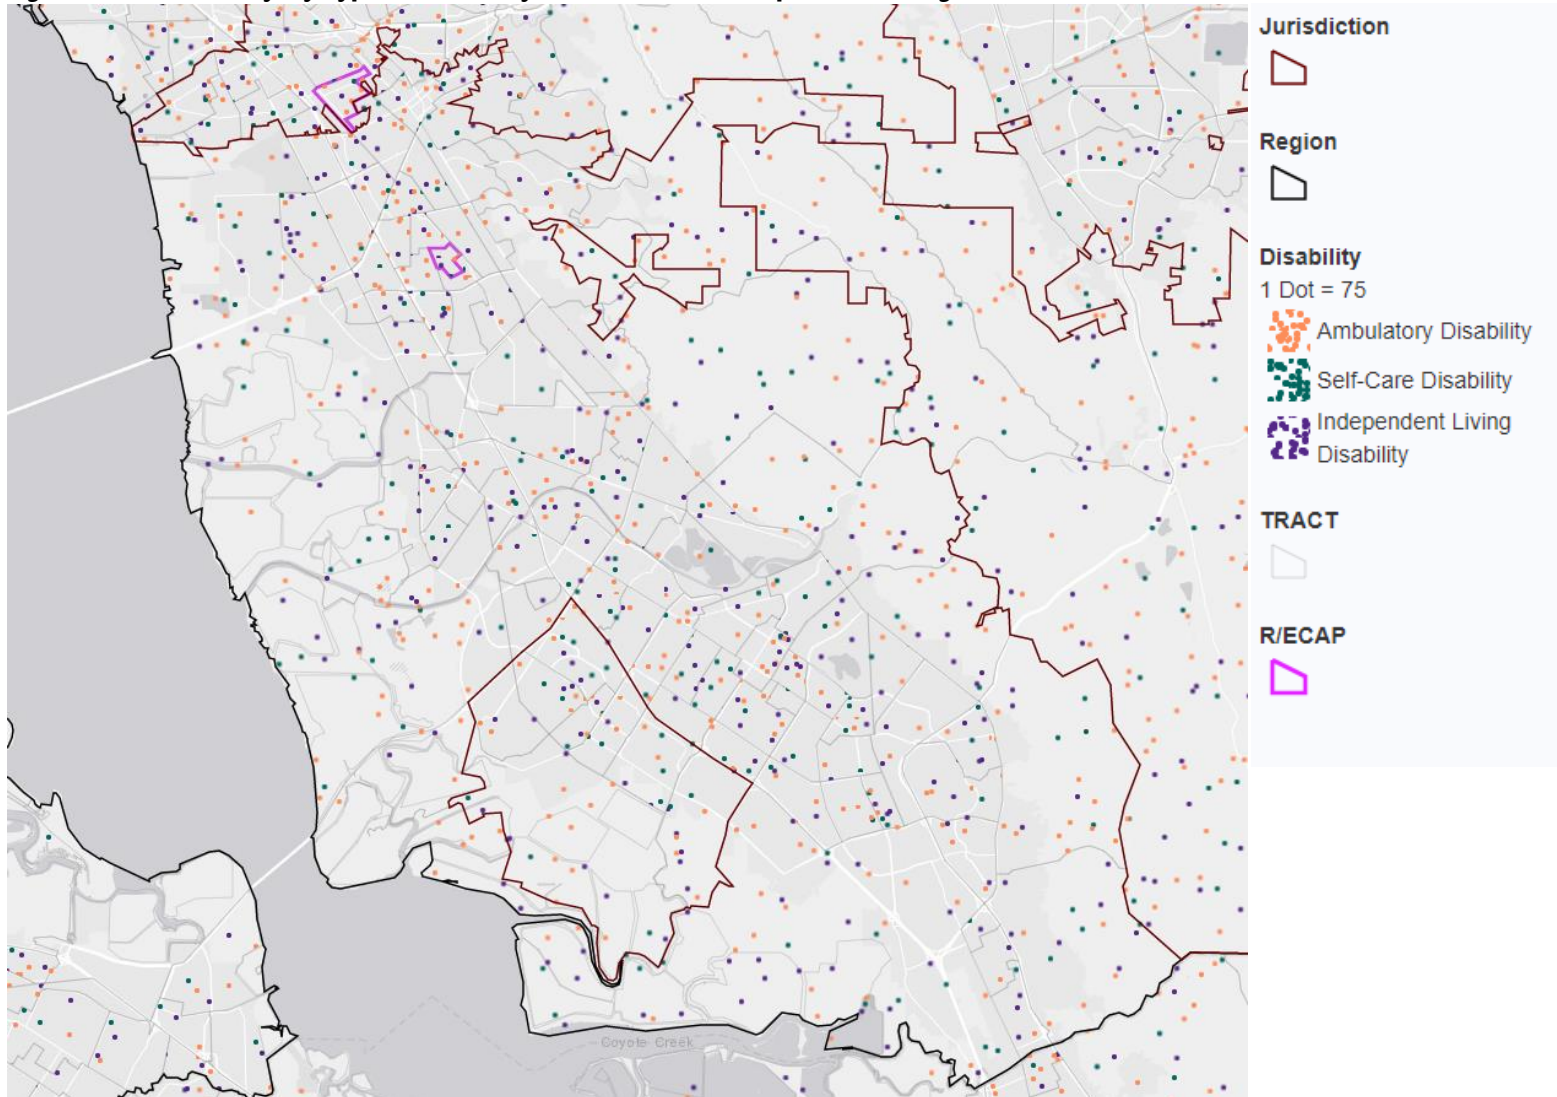 Jurisdiction
Region
Disability
1 Dot = 75
Ambulatory Disability
Self-Care Disability
Independent Living
Disability
TRACT
R/ECAP
Coyote Creek